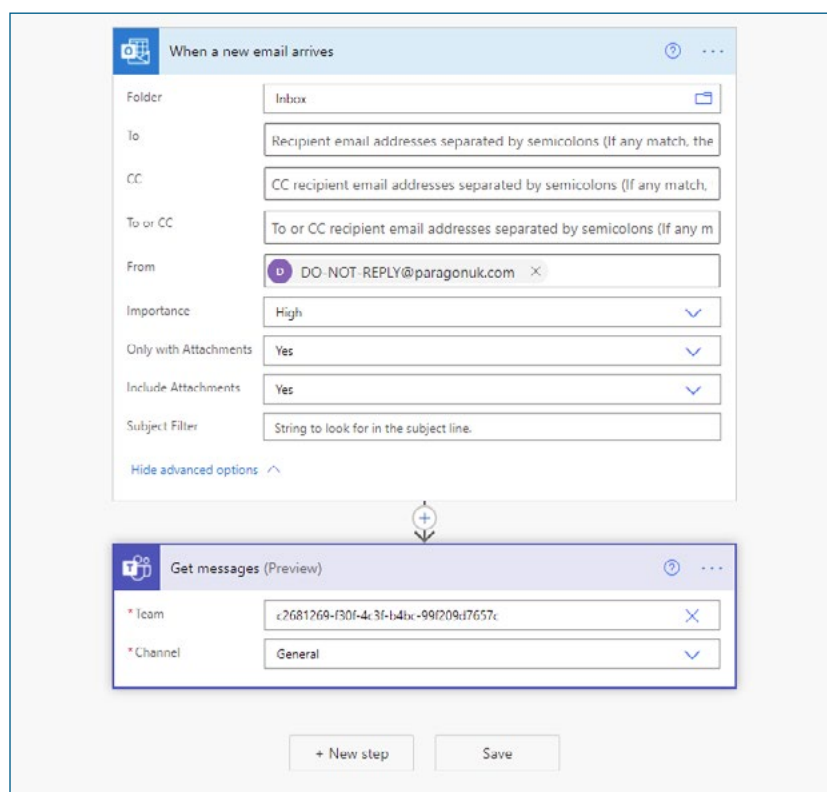 When a new email arrives
Folder
Inbox
To
Recipient email addresses separated by semicolons (If any match, the
CC
CC recipient email addresses separated by semicolons (If any match,
To or CC
To or CC recipient email addresses separated by semicolons (If any m
From
D DO-NOT-REPLY@paragonuk.com
Importance
High
Only with Attachments
Yes
Include Attachments
Yes
Subject Filter
String to look for in the subject line.
Hide advanced options
Get messages (Preview)
* Team
c2681269-f30f-4c3f-b4bc-99f209d7657c
* Channel
General
+ New step
Save